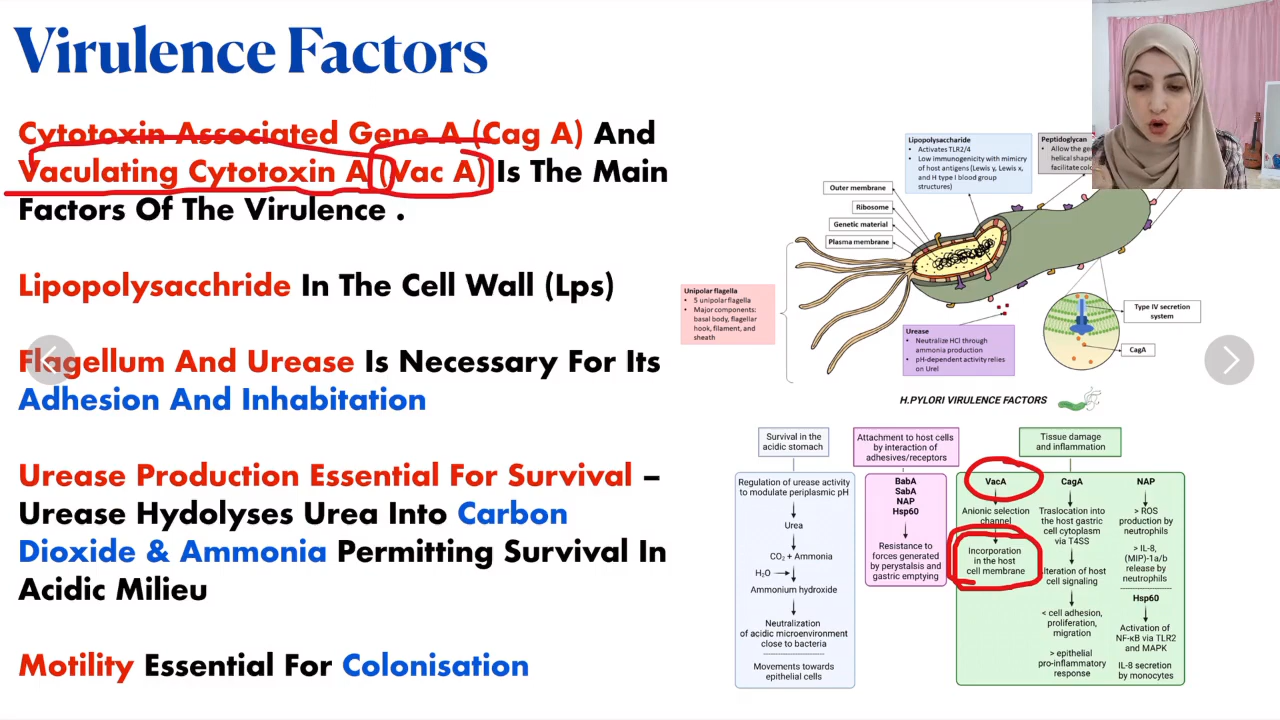 Virulence Factors
Cytotoxin Associated Gene A (Cag A) And
Vaculating Cytotoxin A (Vac A) Is The Main
Factors Of The Virulence .
Lipopolysacchride In The Cell Wall (Lps)
Flagellum And Urease Is Necessary For Its
Adhesion And Inhabitation
Urease Production Essential For Survival –
Urease Hydolyses Urea Into Carbon
Dioxide & Ammonia Permitting Survival In
Acidic Milieu
Motility Essential For Colonisation
Lipopolysaccharide
• Activates TLR2/4
• Low immunogenicity with mimicry
of host antigens (Lewis y, Lewis x,
and H type I blood group
structures)
Peptidoglycan
• Allow the
helical
facilitate
Outer membrane
Ribosome
Genetic material
Plasma membrane
Unipolar flagella
• 5 unipolar flagella
• Major components:
basal body, flagellar
hook, filament, and
sheath
Urease
• Neutralize HCl through
ammonia production
• pH-dependent activity relies
on UreI
Type IV secretion
system
CagA
H.PYLORI VIRULENCE FACTORS
Survival in the
acidic stomach
Regulation of urease activity
to modulate periplasmic pH
Urea
CO₂ + Ammonia
H₂O
Ammonium hydroxide
Neutralization
of acidic microenvironment
close to bacteria
Movements towards
epithelial cells
Attachment to host cells
by interaction of
adhesives/receptors
BabA
SabA
NAP
Hsp60
Resistance to
forces generated
by perystalsis and
gastric emptying
Tissue damage
and inflammation
VacA
Anionic selection
channel
Incorporation
in the host
cell membrane
CagA
Traslocation into
the host gastric
cell cytoplasm
via T4SS
Alteration of host
cell signaling
< cell adhesion,
proliferation,
migration
> epithelial
pro-inflammatory
response
NAP
> ROS
production by
neutrophils
> IL-8,
(MIP)-1a/b
release by
neutrophils
Hsp60
Activation of
NF-κB via TLR2
and MAPK
IL-8 secretion
by monocytes